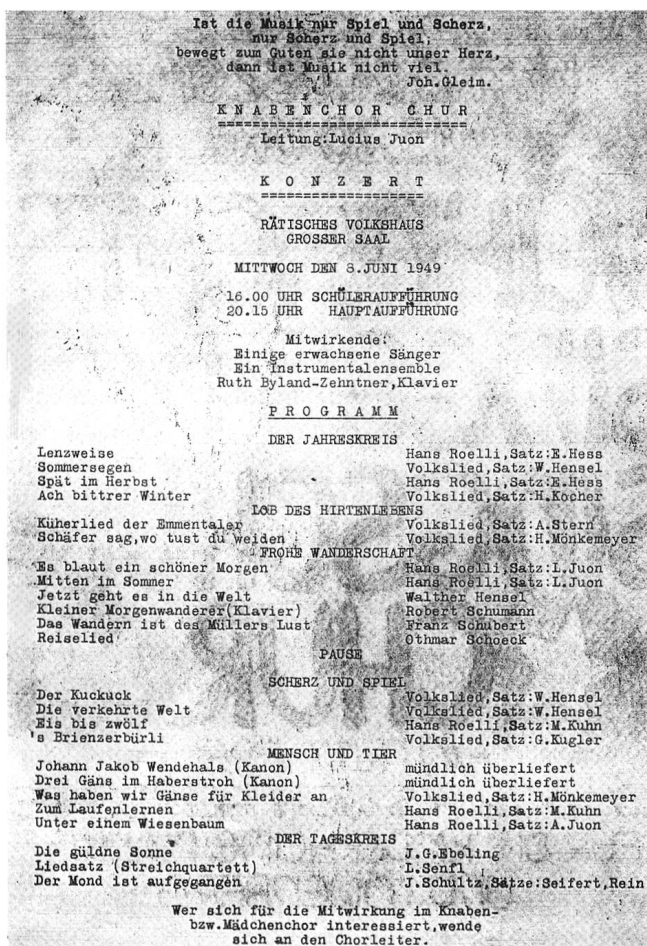 Ist die Musik nur Spiel und Scherz,
nur Scherz und Spiel,
bewegt zum Guten sie nicht unser Herz,
dann ist Musik nicht viel.
Joh.Gleim.
KNABENCHOR CHUR
Leitung:Lucius Juon
KONZERT
RÄTISCHES VOLKSHAUS
GROSSER SAAL
MITTWOCH DEN 8.JUNI 1949
16.00 UHR SCHÜLERAUFFÜHRUNG
20.15 UHR HAUPTAUFFÜHRUNG
Mitwirkende:
Einige erwachsene Sänger
Ein Instrumentalensemble
Ruth Byland-Zehntner,Klavier
PROGRAMM
DER JAHRESKREIS
Lenzweise Hans Roelli,Satz:E.Hess
Sommersegen Volkslied,Satz:W.Hensel
Spät im Herbst Hans Roelli,Satz:E.Hess
Ach bittrer Winter Volkslied,Satz:H.Kocher
LOB DES HIRTENLEBENS
Küherlied der Emmentaler Volkslied,Satz:A.Stern
Schäfer sag,wo tust du weiden Volkslied,Satz:H.Mönkemeyer
FROHE WANDERSCHAFT
Es blaut ein schöner Morgen Hans Roelli,Satz:L.Juon
Mitten im Sommer Hans Roelli,Satz:L.Juon
Jetzt geht es in die Welt Walther Hensel
Kleiner Morgenwanderer(Klavier) Robert Schumann
Das Wandern ist des Müllers Lust Franz Schubert
Reiselied Othmar Schoeck
PAUSE
SCHERZ UND SPIEL
Der Kuckuck Volkslied,Satz:W.Hensel
Die verkehrte Welt Volkslied,Satz:W.Hensel
Eis bis zwölf Hans Roelli,Satz:M.Kuhn
's Brienzerbürli Volkslied,Satz:G.Kugler
MENSCH UND TIER
Johann Jakob Wendehals (Kanon) mündlich überliefert
Drei Gäns im Haberstroh (Kanon) mündlich überliefert
Was haben wir Gänse für Kleider an Volkslied,Satz:H.Mönkemeyer
Zum Laufenlernen Hans Roelli,Satz:M.Kuhn
Unter einem Wiesenbaum Hans Roelli,Satz:A.Juon
DER TAGESKREIS
Die güldne Sonne J.G.Ebeling
Liedsatz (Streichquartett) L.Senfl
Der Mond ist aufgegangen J.Schultz,Sätze:Seifert,Rein
Wer sich für die Mitwirkung im Knaben-
bzw.Mädchenchor interessiert,wende
sich an den Chorleiter.